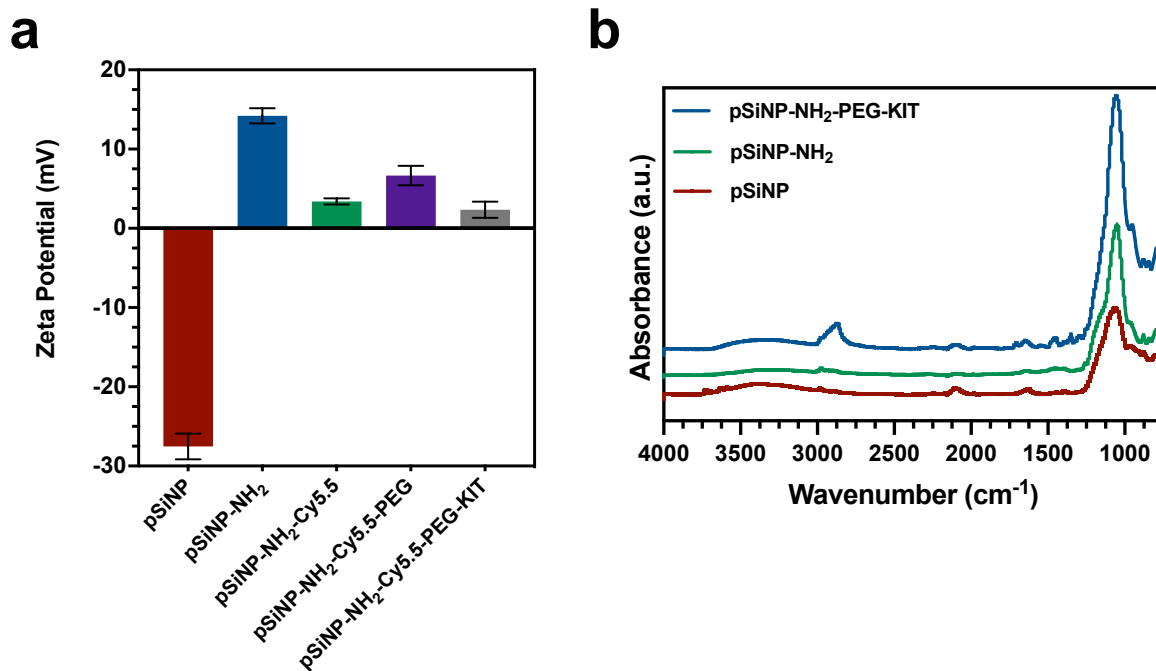 a
20
10
0
-10
-20
-30
Zeta Potential (mV)
pSiNP
pSiNP-NH₂
pSiNP-NH₂-Cy5.5
pSiNP-NH₂-Cy5.5-PEG
pSiNP-NH₂-Cy5.5-PEG-KIT
b
pSiNP-NH₂-PEG-KIT
pSiNP-NH₂
pSiNP
Absorbance (a.u.)
4000 3500 3000 2500 2000 1500 1000
Wavenumber (cm⁻¹)